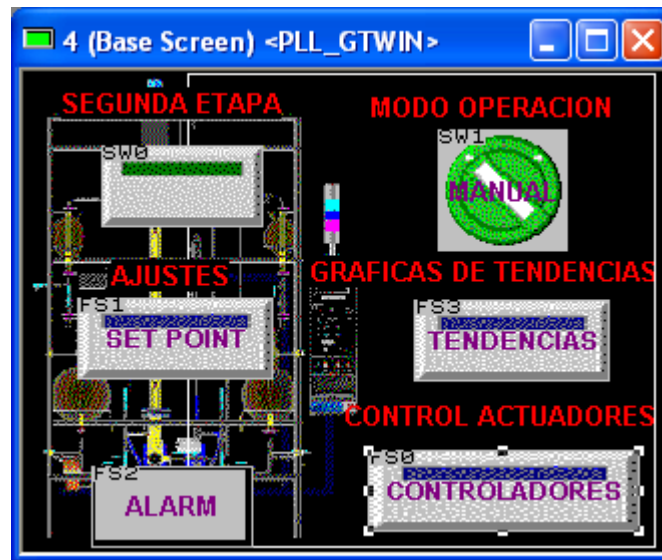 4 (Base Screen) <PLL_GTWIN>
SEGUNDA ETAPA
SW0
AJUSTES
FS1
SET POINT
FS2
ALARM
MODO OPERACION
SW1
MANUAL
GRAFICAS DE TENDENCIAS
FS3
TENDENCIAS
CONTROL ACTUADORES
FS0
CONTROLADORES